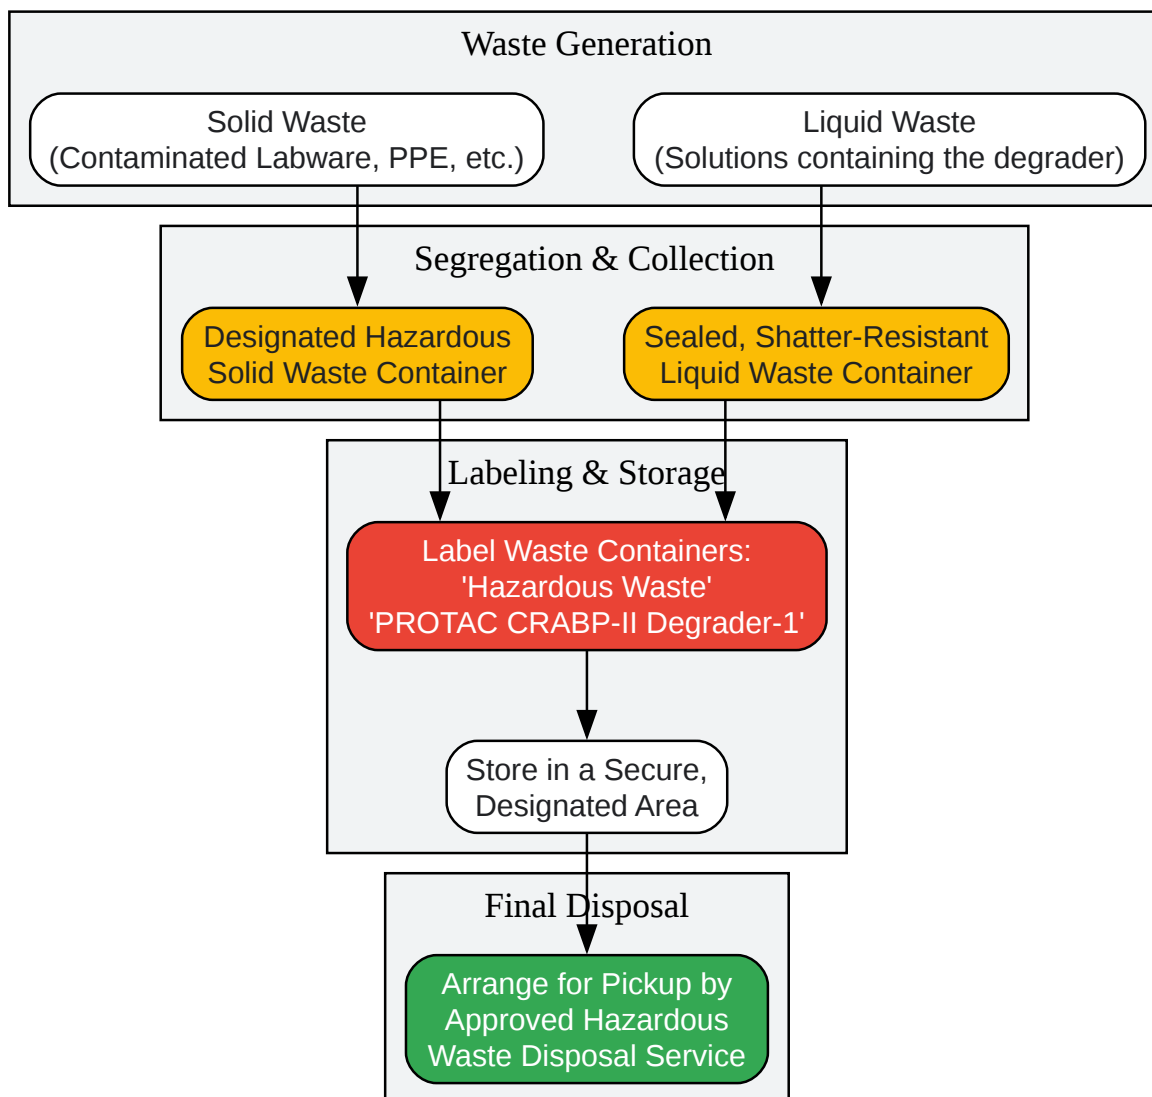 Waste Generation
Solid Waste
(Contaminated Labware, PPE, etc.)
Liquid Waste
(Solutions containing the degrader)
Segregation & Collection
Designated Hazardous
Solid Waste Container
Sealed, Shatter-Resistant
Liquid Waste Container
Labeling & Storage
Label Waste Containers:
'Hazardous Waste'
'PROTAC CRABP-II Degrader-1'
Store in a Secure,
Designated Area
Final Disposal
Arrange for Pickup by
Approved Hazardous
Waste Disposal Service